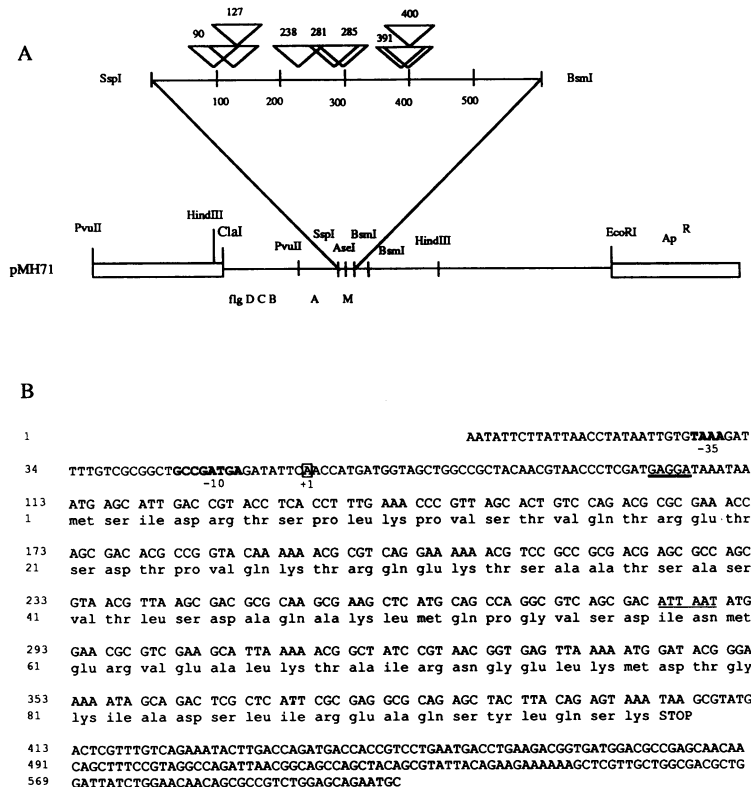 A
90 127 238 281 285 391 400
SspI BsmI
100 200 300 400 500
PvuII HindIII ClaI PvuII SspI AseI BsmI BsmI HindIII EcoRI Ap R
pMH71
flg D C B A M
B
1 AATATTCTTATTAACCTATAATTGTGTAAAGAT
-35
34 TTTGTCGCGGCTGCCGATGAGATATTCAACCATGATGGTAGCTGGCCGCTACAACGTAACCCTCGATGAGGATAAATAA
-10 +1
113 ATG AGC ATT GAC CGT ACC TCA CCT TTG AAA CCC GTT AGC ACT GTC CAG ACG CGC GAA ACC
1 met ser ile asp arg thr ser pro leu lys pro val ser thr val gln thr arg glu thr
173 AGC GAC ACG CCG GTA CAA AAA ACG CGT CAG GAA AAA ACG TCC GCC GCG ACG AGC GCC AGC
21 ser asp thr pro val gln lys thr arg gln glu lys thr ser ala ala thr ser ala ser
233 GTA ACG TTA AGC GAC GCG CAA GCG AAG CTC ATG CAG CCA GGC GTC AGC GAC ATT AAT ATG
41 val thr leu ser asp ala gln ala lys leu met gln pro gly val ser asp ile asn met
293 GAA CGC GTC GAA GCA TTA AAA ACG GCT ATC CGT AAC GGT GAG TTA AAA ATG GAT ACG GGA
61 glu arg val glu ala leu lys thr ala ile arg asn gly glu leu lys met asp thr gly
353 AAA ATA GCA GAC TCG CTC ATT CGC GAG GCG CAG AGC TAC TTA CAG AGT AAA TAA GCGTATG
81 lys ile ala asp ser leu ile arg glu ala gln ser tyr leu gln ser lys STOP
413 ACTCGTTTGTCAGAAATACTTGACCAGATGACCACCGTCCTGAATGACCTGAAGACGGTGATGGACGCCGAGCAACAA
491 CAGCTTTCCGTAGGCCAGATTAACGGCAGCCAGCTACAGCGTATTACAGAAGAAAAAAGCTCGTTGCTGGCGACGCTG
569 GATTATCTGGAACAACAGCGCCGTCTGGAGCAGAATGC